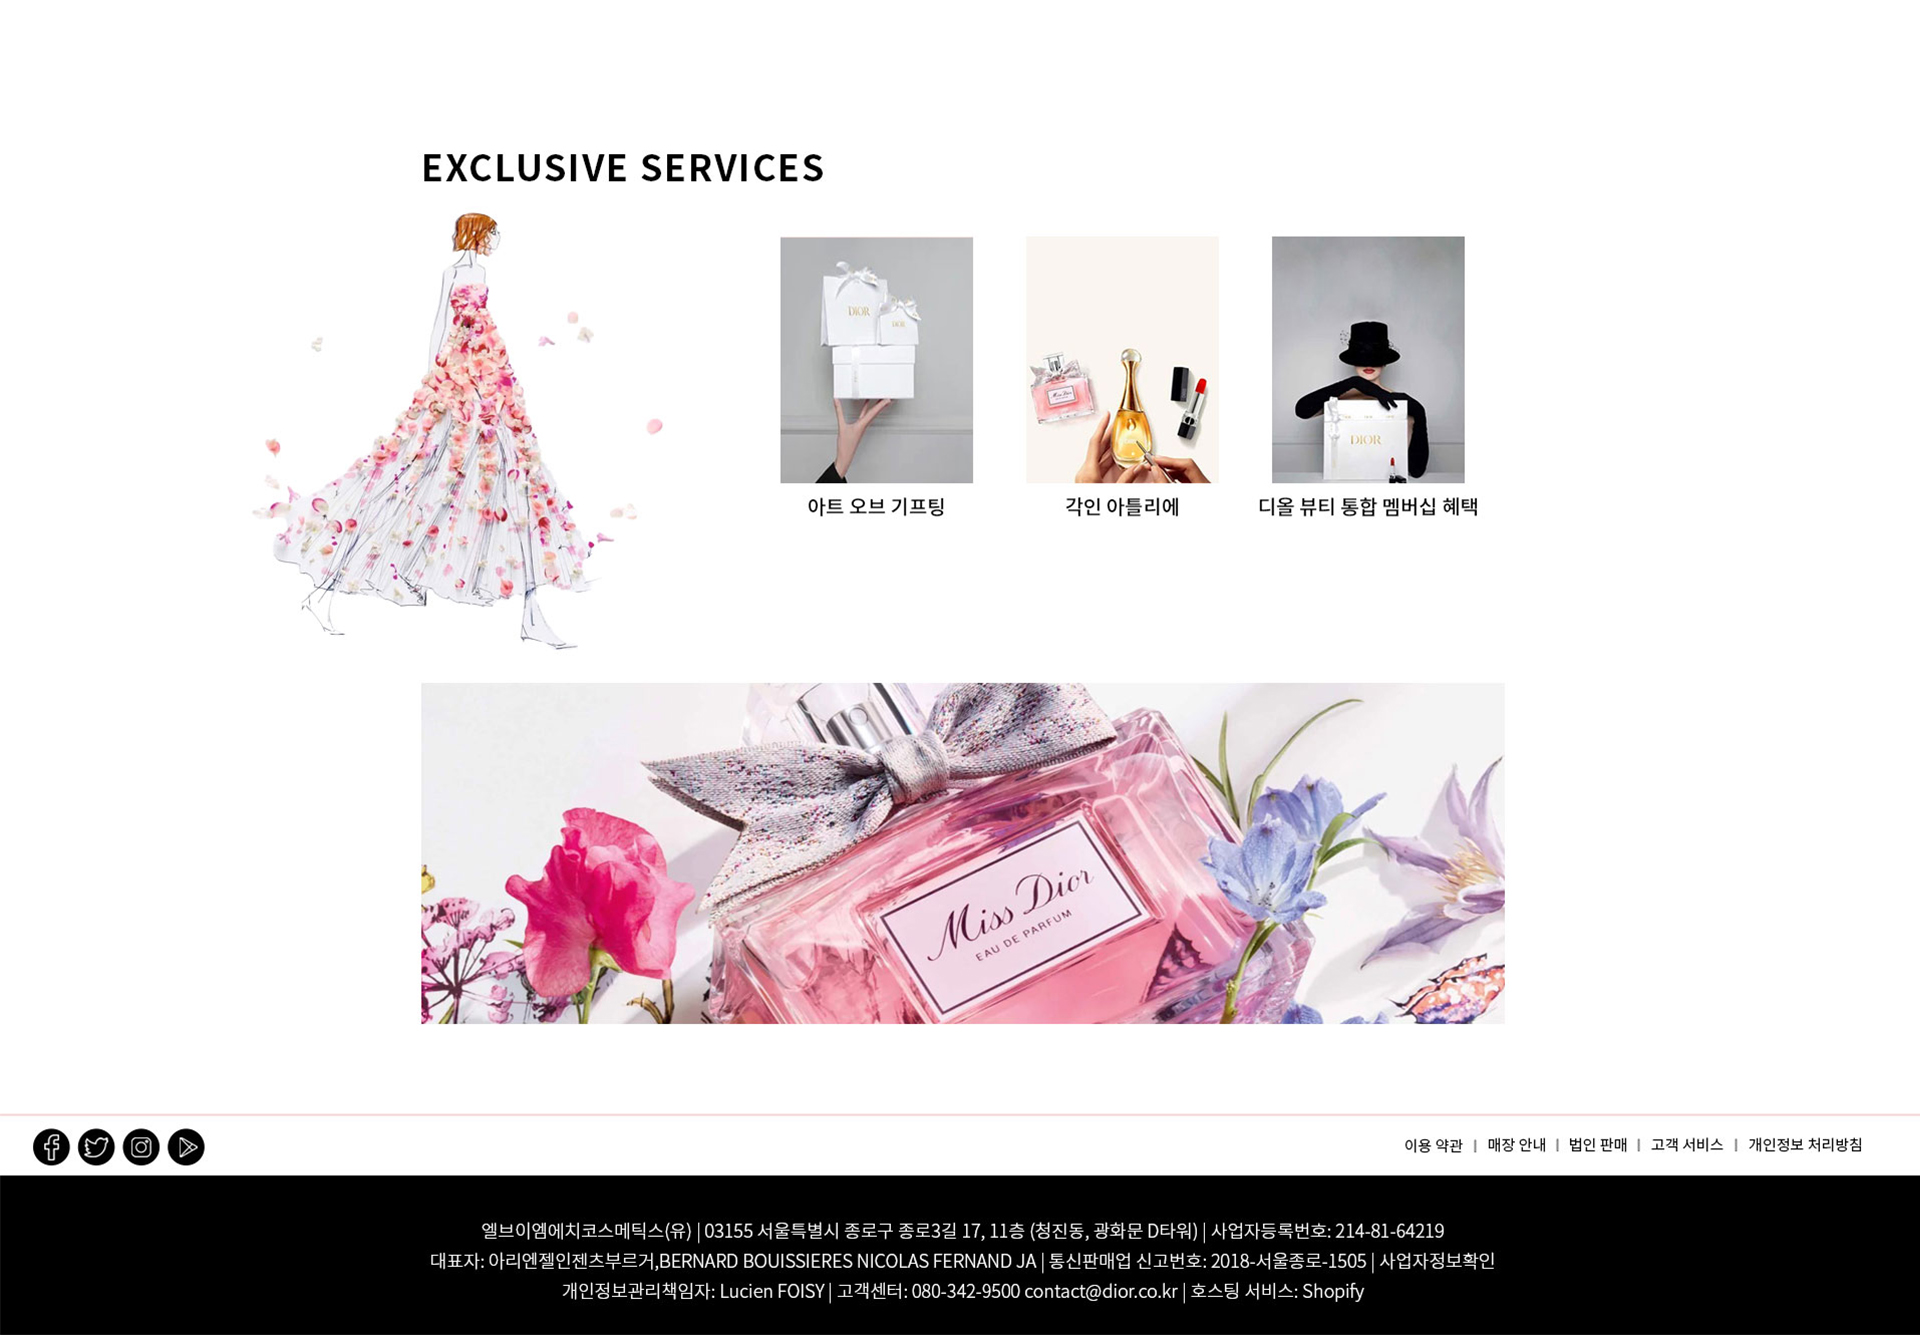 EXCLUSIVE SERVICES
DIOR
DIOR
Miss Dior
DIOR
아트 오브 기프팅
각인 아틀리에
디올 뷰티 통합 멤버십 혜택
Miss Dior
EAU DE PARFUM
이용 약관 | 매장 안내 | 법인 판매 | 고객 서비스 | 개인정보 처리방침
엘브이엠에치코스메틱스(유) | 03155 서울특별시 종로구 종로3길 17, 11층 (청진동, 광화문 D타워) | 사업자등록번호: 214-81-64219
대표자: 아리엔젤인젠츠부르거,BERNARD BOUISSIERES NICOLAS FERNAND JA | 통신판매업 신고번호: 2018-서울종로-1505 | 사업자정보확인
개인정보관리책임자: Lucien FOISY | 고객센터: 080-342-9500 contact@dior.co.kr | 호스팅 서비스: Shopify